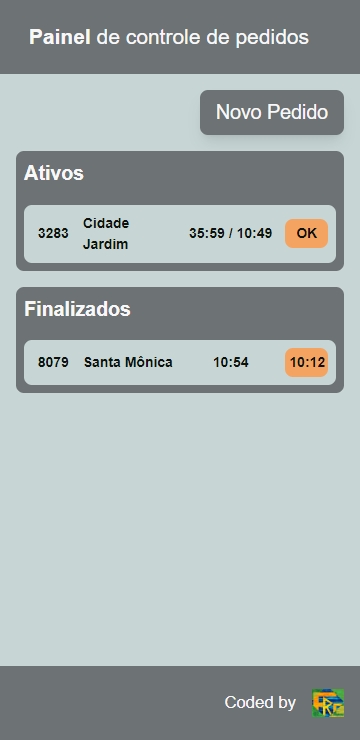 Painel de controle de pedidos
Novo Pedido
Ativos
3283 Cidade Jardim 35:59 / 10:49 OK
Finalizados
8079 Santa Mônica 10:54 10:12
Coded by